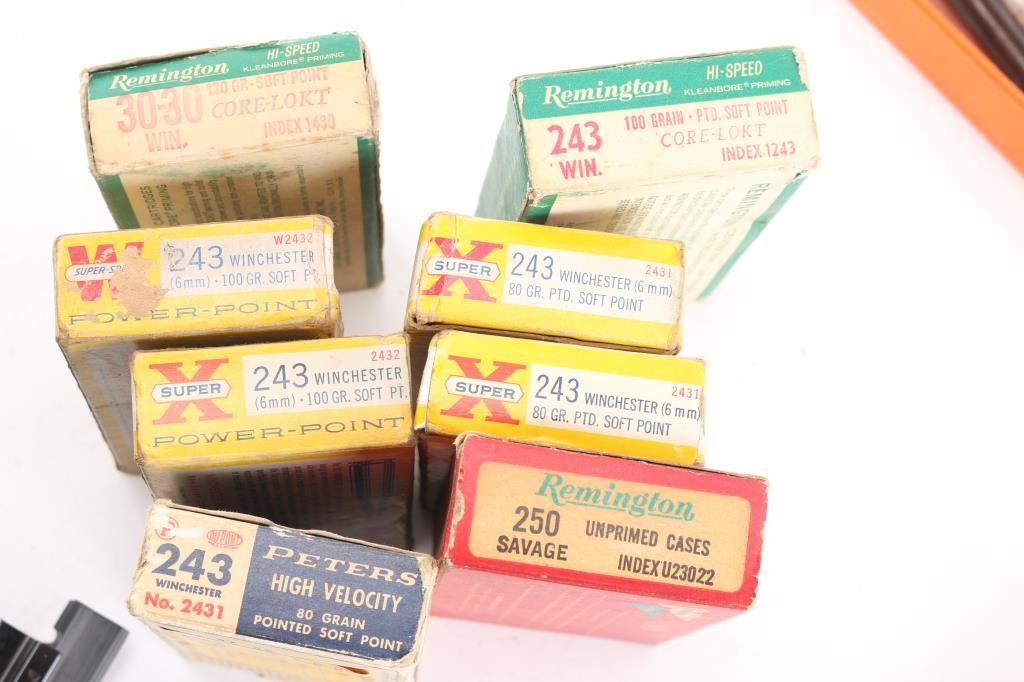 Remington
HI-SPEED
KLEANBORE® PRIMING
30-30
WIN.
170 GR-SOFT POINT
CORE-LOKT
INDEX 1430
Remington
HI-SPEED
KLEANBORE® PRIMING
243
WIN.
100 GRAIN • PTD. SOFT POINT
CORE-LOKT
INDEX 1243
W
W2432
243 WINCHESTER
(6mm) • 100 GR. SOFT PT
POWER-POINT
X
SUPER
2431
243 WINCHESTER (6 mm)
80 GR. PTD. SOFT POINT
X
SUPER
2432
243 WINCHESTER
(6mm) • 100 GR. SOFT PT.
POWER-POINT
X
SUPER
2431
243 WINCHESTER (6 mm)
80 GR. PTD. SOFT POINT
DU PONT
243
WINCHESTER
No. 2431
PETERS
HIGH VELOCITY
80 GRAIN
POINTED SOFT POINT
Remington
250
SAVAGE
UNPRIMED CASES
INDEX U23022